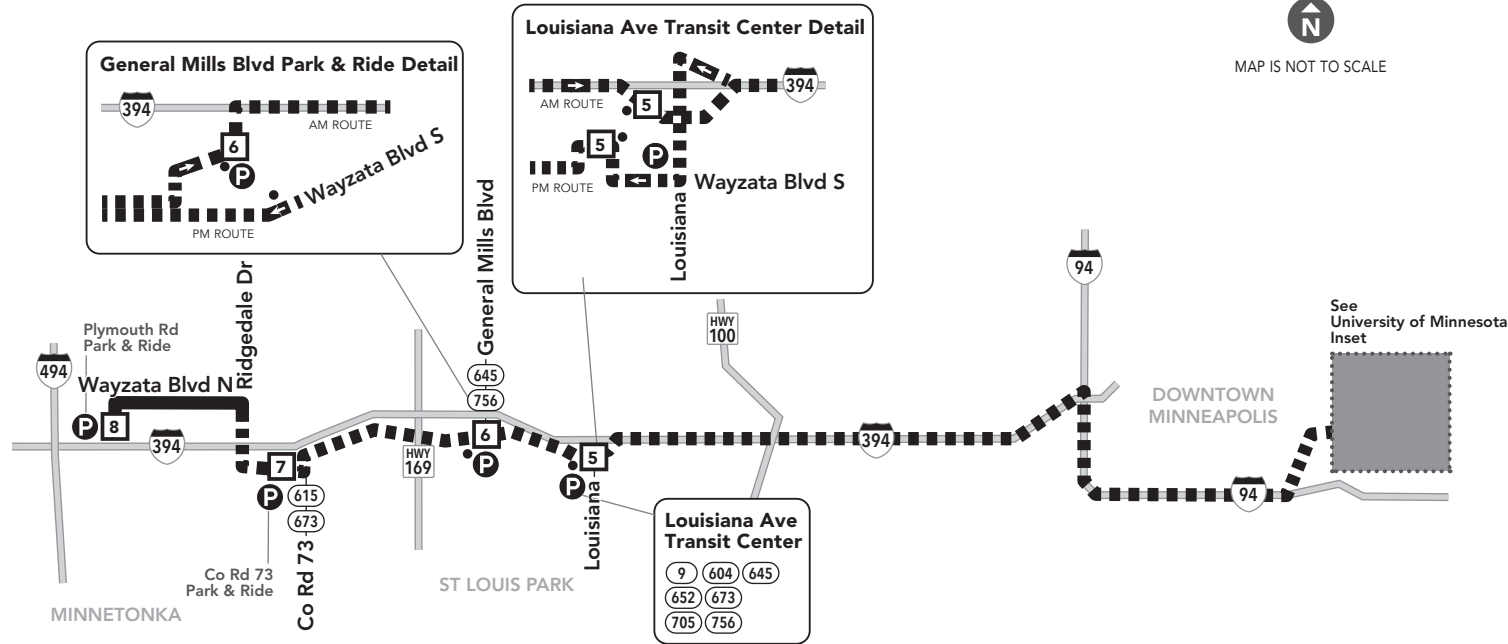 General Mills Blvd Park & Ride Detail
394
AM ROUTE
6
P
Wayzata Blvd S
PM ROUTE
Louisiana Ave Transit Center Detail
AM ROUTE
5
394
5
P
PM ROUTE
Wayzata Blvd S
Louisiana
N
MAP IS NOT TO SCALE
494
Plymouth Rd
Park & Ride
Wayzata Blvd N
Ridgedale Dr
P
8
394
7
P
615
673
Co Rd 73
Co Rd 73
Park & Ride
MINNETONKA
HWY
169
General Mills Blvd
645
756
6
P
ST LOUIS PARK
5
P
Louisiana
HWY
100
Louisiana Ave
Transit Center
9 604 645
652 673
705 756
394
94
94
DOWNTOWN
MINNEAPOLIS
See
University of Minnesota
Inset